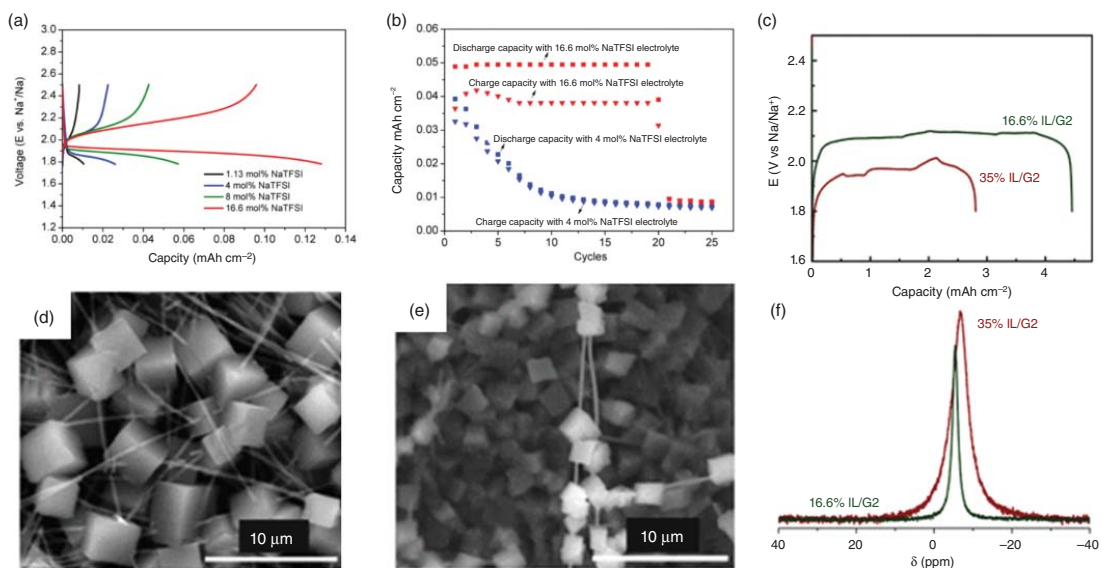 (a)
3.0
2.8
2.6
2.4
2.2
2.0
1.8
1.6
1.4
Voltage (E vs. Na⁺/Na)
1.13 mol% NaTFSI
4 mol% NaTFSI
8 mol% NaTFSI
16.6 mol% NaTFSI
0.00 0.02 0.04 0.06 0.08 0.10 0.12 0.14
Capcity (mAh cm⁻²)
(b)
0.06
0.05
0.04
0.03
0.02
0.01
0.00
Capacity mAh cm⁻²
Discharge capacity with 16.6 mol% NaTFSI electrolyte
Charge capacity with 16.6 mol% NaTFSI electrolyte
Discharge capacity with 4 mol% NaTFSI electrolyte
Charge capacity with 4 mol% NaTFSI electrolyte
0 5 10 15 20 25
Cycles
(c)
2.4
2.2
2.0
1.8
1.6
E (V vs Na/Na⁺)
16.6% IL/G2
35% IL/G2
0 1 2 3 4
Capacity (mAh cm⁻²)
(d)
10 μm
(e)
10 μm
(f)
35% IL/G2
16.6% IL/G2
40 20 0 −20 −40
δ (ppm)